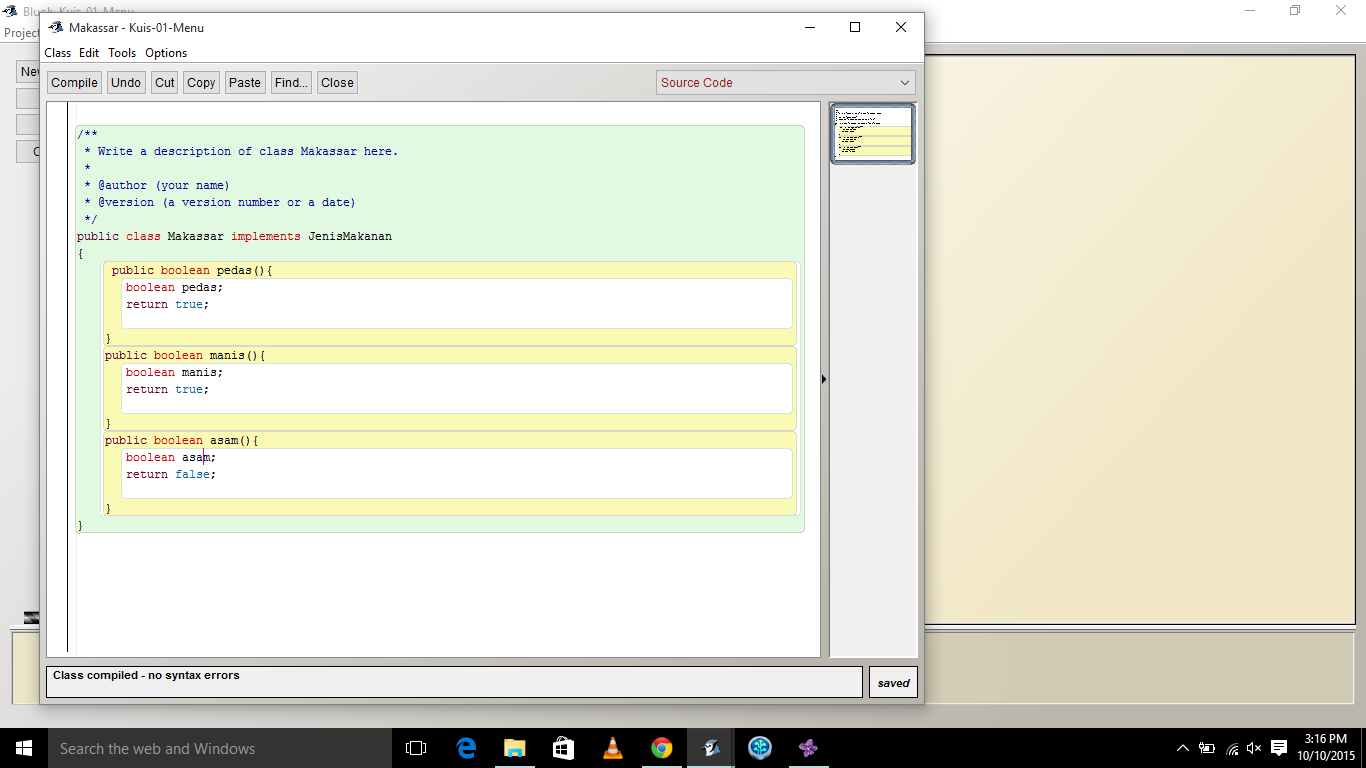 BlueJ: Kuis-01-Menu
Project
Makassar - Kuis-01-Menu
Class Edit Tools Options
Compile Undo Cut Copy Paste Find... Close Source Code
/**
 * Write a description of class Makassar here.
 *
 * @author (your name)
 * @version (a version number or a date)
 */
public class Makassar implements JenisMakanan
{
public boolean pedas(){
boolean pedas;
return true;
}
public boolean manis(){
boolean manis;
return true;
}
public boolean asam(){
boolean asam;
return false;
}
}
Class compiled - no syntax errors
saved
Search the web and Windows
3:16 PM
10/10/2015